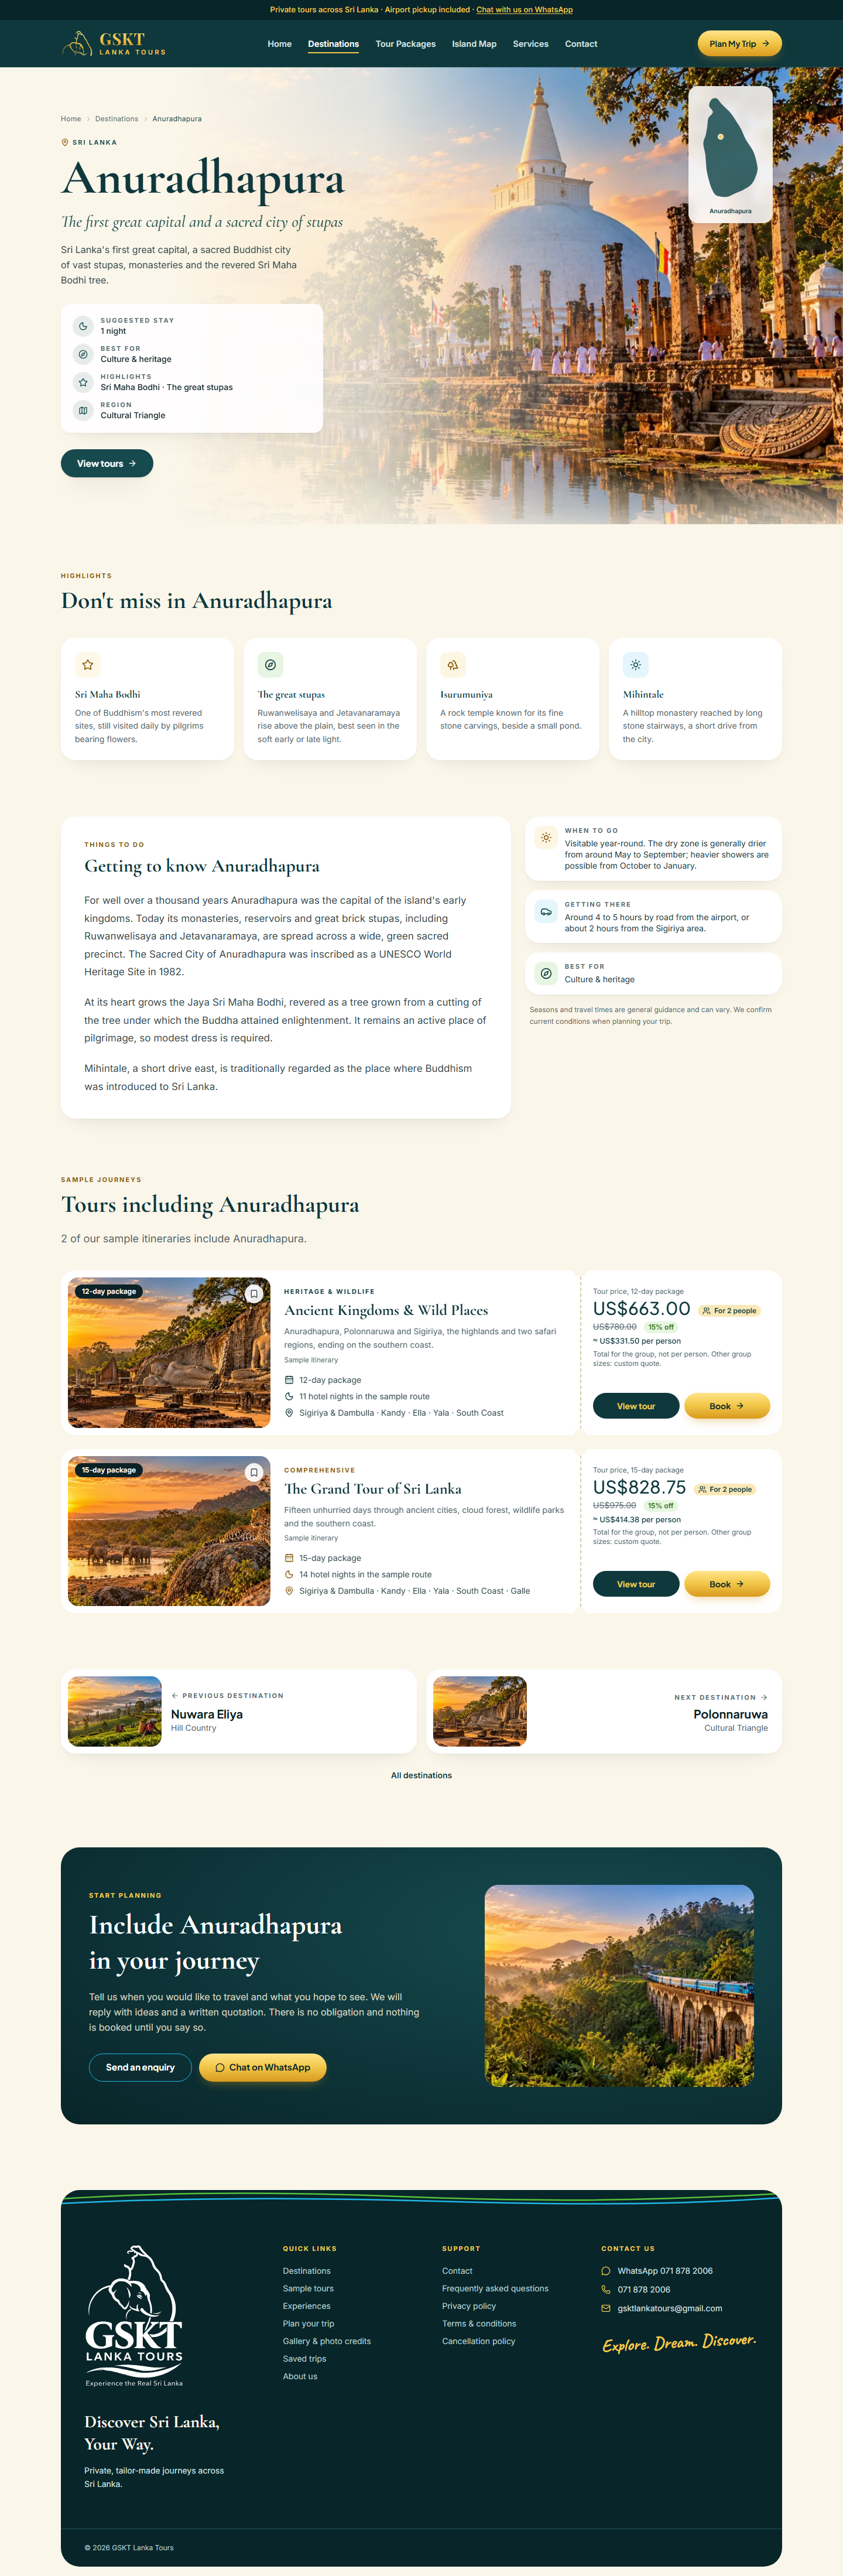 Private tours across Sri Lanka · Airport pickup included · Chat with us on WhatsApp
GSKT
LANKA TOURS
Home
Destinations
Tour Packages
Island Map
Services
Contact
Plan My Trip →
Home > Destinations > Anuradhapura
SRI LANKA
Anuradhapura
The first great capital and a sacred city of stupas
Sri Lanka's first great capital, a sacred Buddhist city
of vast stupas, monasteries and the revered Sri Maha
Bodhi tree.
SUGGESTED STAY
1 night
BEST FOR
Culture & heritage
HIGHLIGHTS
Sri Maha Bodhi · The great stupas
REGION
Cultural Triangle
View tours →
Anuradhapura
HIGHLIGHTS
Don't miss in Anuradhapura
Sri Maha Bodhi
One of Buddhism's most revered
sites, still visited daily by pilgrims
bearing flowers.
The great stupas
Ruwanwelisaya and Jetavanaramaya
rise above the plain, best seen in the
soft early or late light.
Isurumuniya
A rock temple known for its fine
stone carvings, beside a small pond.
Mihintale
A hilltop monastery reached by long
stone stairways, a short drive from
the city.
THINGS TO DO
Getting to know Anuradhapura
For well over a thousand years Anuradhapura was the capital of the island's early
kingdoms. Today its monasteries, reservoirs and great brick stupas, including
Ruwanwelisaya and Jetavanaramaya, are spread across a wide, green sacred
precinct. The Sacred City of Anuradhapura was inscribed as a UNESCO World
Heritage Site in 1982.
At its heart grows the Jaya Sri Maha Bodhi, revered as a tree grown from a cutting of
the tree under which the Buddha attained enlightenment. It remains an active place of
pilgrimage, so modest dress is required.
Mihintale, a short drive east, is traditionally regarded as the place where Buddhism
was introduced to Sri Lanka.
WHEN TO GO
Visitable year-round. The dry zone is generally drier
from around May to September; heavier showers are
possible from October to January.
GETTING THERE
Around 4 to 5 hours by road from the airport, or
about 2 hours from the Sigiriya area.
BEST FOR
Culture & heritage
Seasons and travel times are general guidance and can vary. We confirm
current conditions when planning your trip.
SAMPLE JOURNEYS
Tours including Anuradhapura
2 of our sample itineraries include Anuradhapura.
12-day package
HERITAGE & WILDLIFE
Ancient Kingdoms & Wild Places
Anuradhapura, Polonnaruwa and Sigiriya, the highlands and two safari
regions, ending on the southern coast.
Sample itinerary
12-day package
11 hotel nights in the sample route
Sigiriya & Dambulla · Kandy · Ella · Yala · South Coast
Tour price, 12-day package
US$663.00 For 2 people
US$780.00 15% off
≈ US$331.50 per person
Total for the group, not per person. Other group
sizes: custom quote.
View tour
Book →
15-day package
COMPREHENSIVE
The Grand Tour of Sri Lanka
Fifteen unhurried days through ancient cities, cloud forest, wildlife parks
and the southern coast.
Sample itinerary
15-day package
14 hotel nights in the sample route
Sigiriya & Dambulla · Kandy · Ella · Yala · South Coast · Galle
Tour price, 15-day package
US$828.75 For 2 people
US$975.00 15% off
≈ US$414.38 per person
Total for the group, not per person. Other group
sizes: custom quote.
View tour
Book →
← PREVIOUS DESTINATION
Nuwara Eliya
Hill Country
NEXT DESTINATION →
Polonnaruwa
Cultural Triangle
All destinations
START PLANNING
Include Anuradhapura
in your journey
Tell us when you would like to travel and what you hope to see. We will
reply with ideas and a written quotation. There is no obligation and nothing
is booked until you say so.
Send an enquiry
Chat on WhatsApp
GSKT
LANKA TOURS
Experience the Real Sri Lanka
Discover Sri Lanka,
Your Way.
Private, tailor-made journeys across
Sri Lanka.
QUICK LINKS
Destinations
Sample tours
Experiences
Plan your trip
Gallery & photo credits
Saved trips
About us
SUPPORT
Contact
Frequently asked questions
Privacy policy
Terms & conditions
Cancellation policy
CONTACT US
WhatsApp 071 878 2006
071 878 2006
gsktlankatours@gmail.com
Explore. Dream. Discover.
© 2026 GSKT Lanka Tours